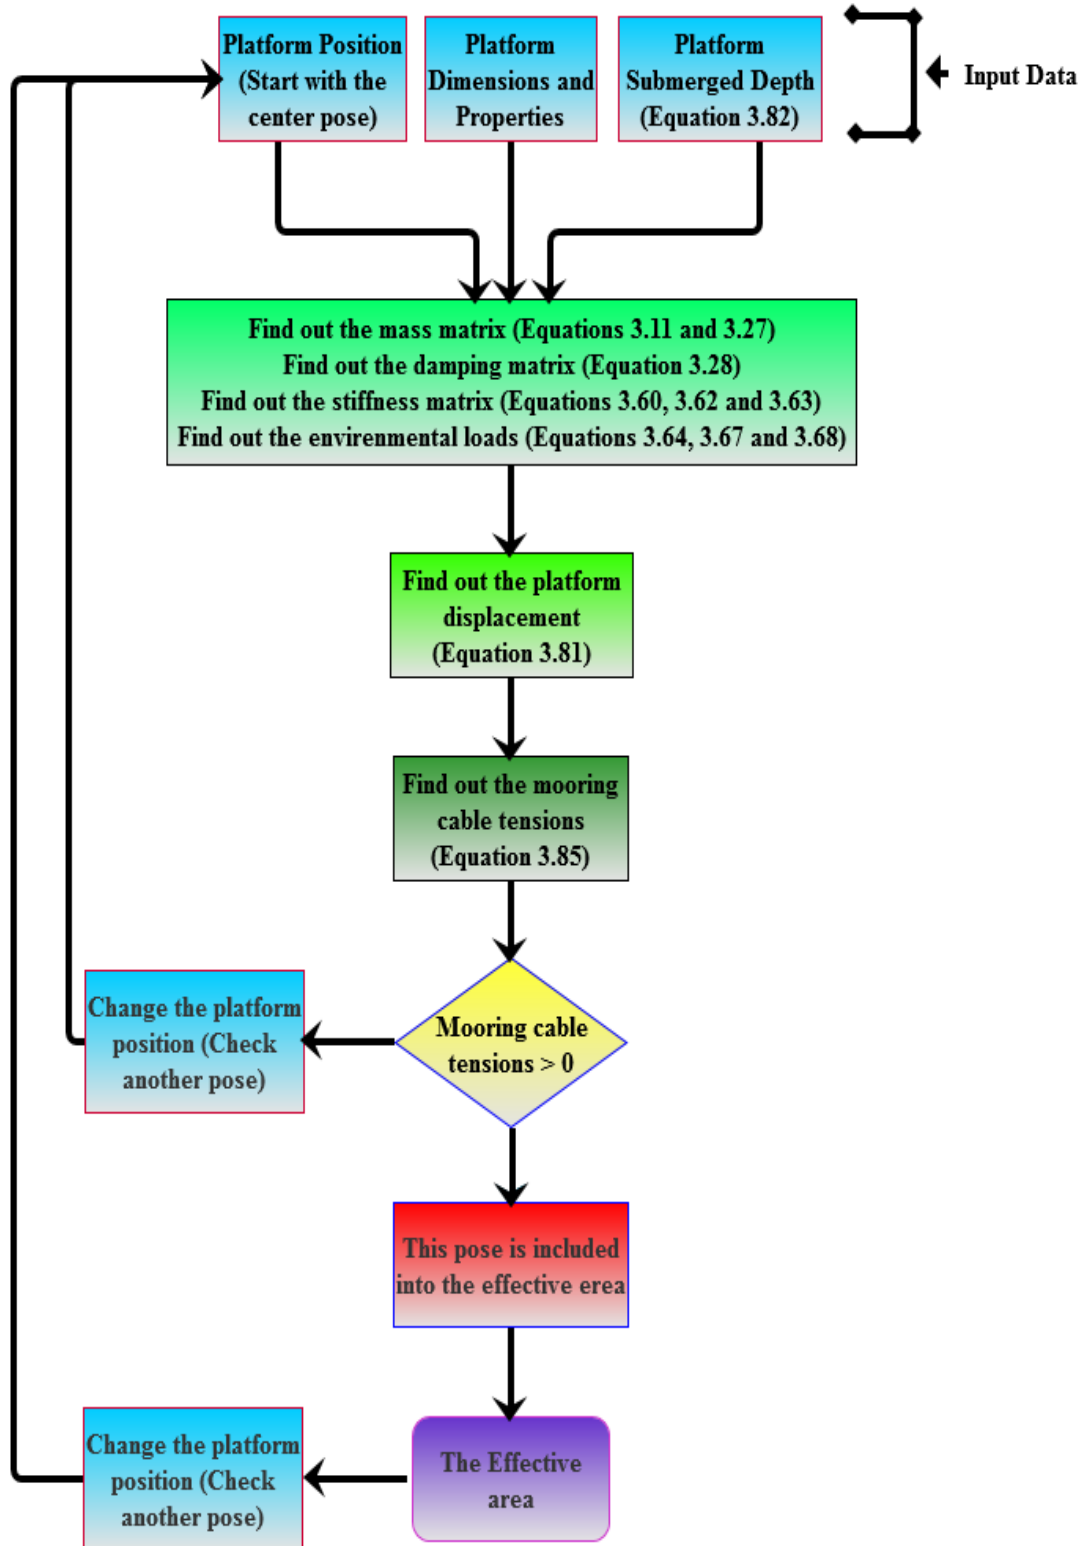 Platform Position
(Start with the
center pose)
Platform
Dimensions and
Properties
Platform
Submerged Depth
(Equation 3.82)
Input Data
Find out the mass matrix (Equations 3.11 and 3.27)
Find out the damping matrix (Equation 3.28)
Find out the stiffness matrix (Equations 3.60, 3.62 and 3.63)
Find out the envirenmental loads (Equations 3.64, 3.67 and 3.68)
Find out the platform
displacement
(Equation 3.81)
Find out the mooring
cable tensions
(Equation 3.85)
Mooring cable
tensions > 0
Change the platform
position (Check
another pose)
This pose is included
into the effective erea
The Effective
area
Change the platform
position (Check
another pose)